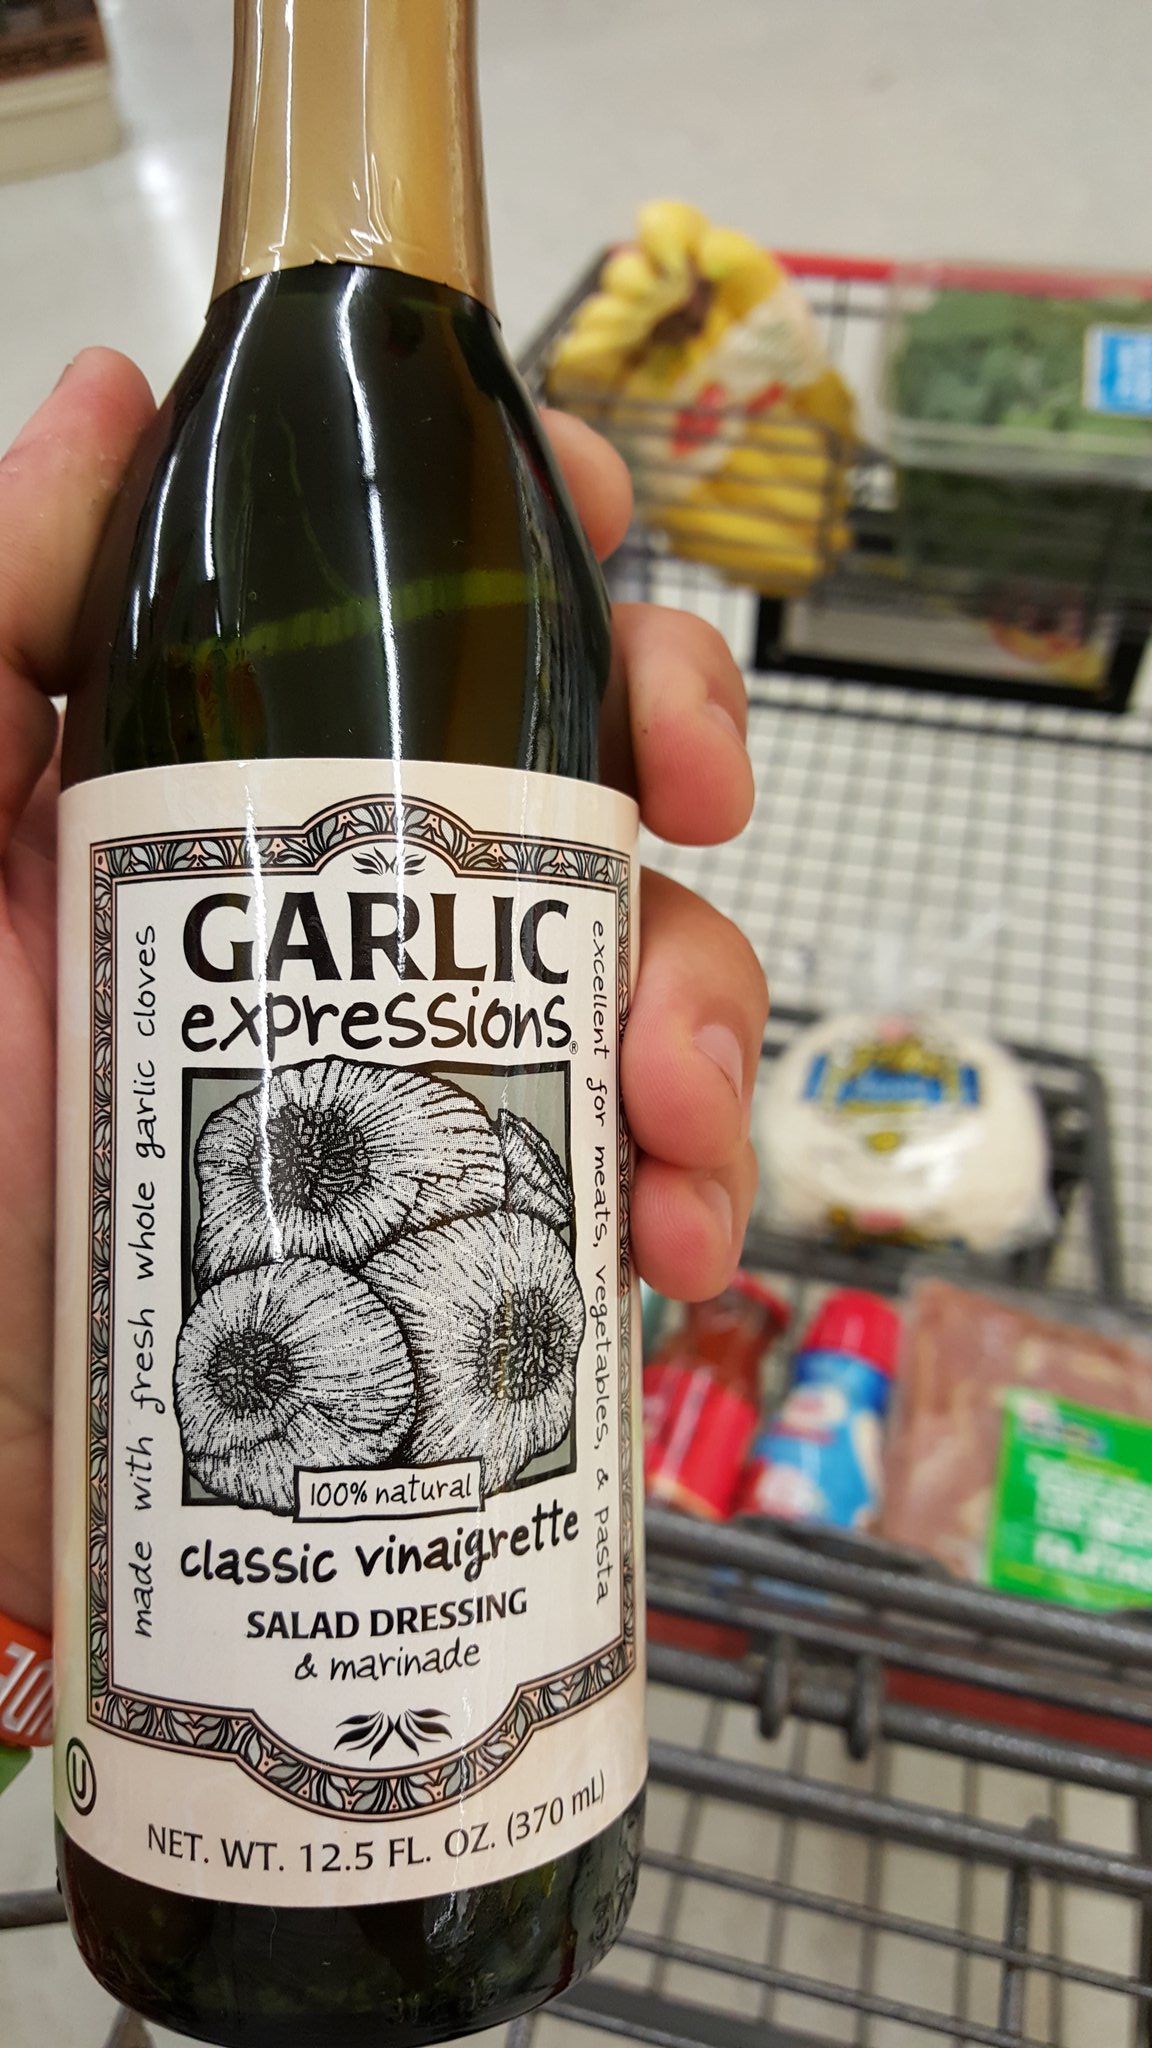 GARLIC
expressions®
made with fresh whole garlic cloves
excellent for meats, vegetables, & pasta
100% natural
classic vinaigrette
SALAD DRESSING
& marinade
U
NET. WT. 12.5 FL. OZ. (370 mL)